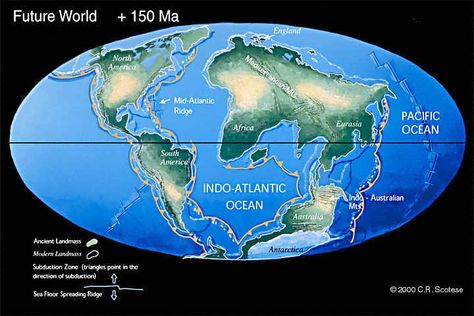 Future World + 150 Ma
England
North
America
Mediterranean Mts.
Mid-Atlantic
Ridge
PACIFIC
OCEAN
Africa
Eurasia
South
America
INDO-ATLANTIC
OCEAN
Indo - Australian
Mts.
Australia
Antarctica
Ancient Landmass
Modern Landmass
Subduction Zone (triangles point in the
direction of subduction)
Sea Floor Spreading Ridge
© 2000 C.R. Scotese